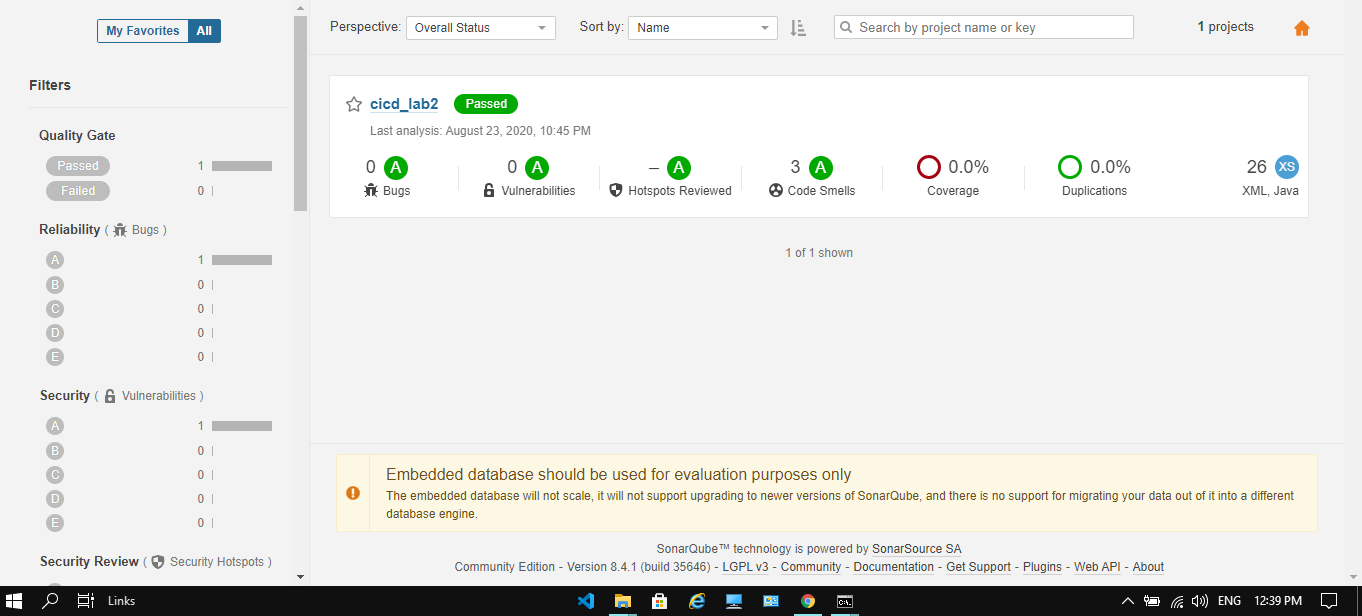 My Favorites All
Filters
Quality Gate
Passed 1
Failed 0
Reliability ( Bugs )
A 1
B 0
C 0
D 0
E 0
Security ( Vulnerabilities )
A 1
B 0
C 0
D 0
E 0
Security Review ( Security Hotspots )
Perspective: Overall Status Sort by: Name Search by project name or key 1 projects
cicd_lab2 Passed
Last analysis: August 23, 2020, 10:45 PM
0 A 0 A – A 3 A 0.0% 0.0% 26 XS
Bugs Vulnerabilities Hotspots Reviewed Code Smells Coverage Duplications XML, Java
1 of 1 shown
Embedded database should be used for evaluation purposes only
The embedded database will not scale, it will not support upgrading to newer versions of SonarQube, and there is no support for migrating your data out of it into a different
database engine.
SonarQube™ technology is powered by SonarSource SA
Community Edition - Version 8.4.1 (build 35646) - LGPL v3 - Community - Documentation - Get Support - Plugins - Web API - About
Links ENG 12:39 PM